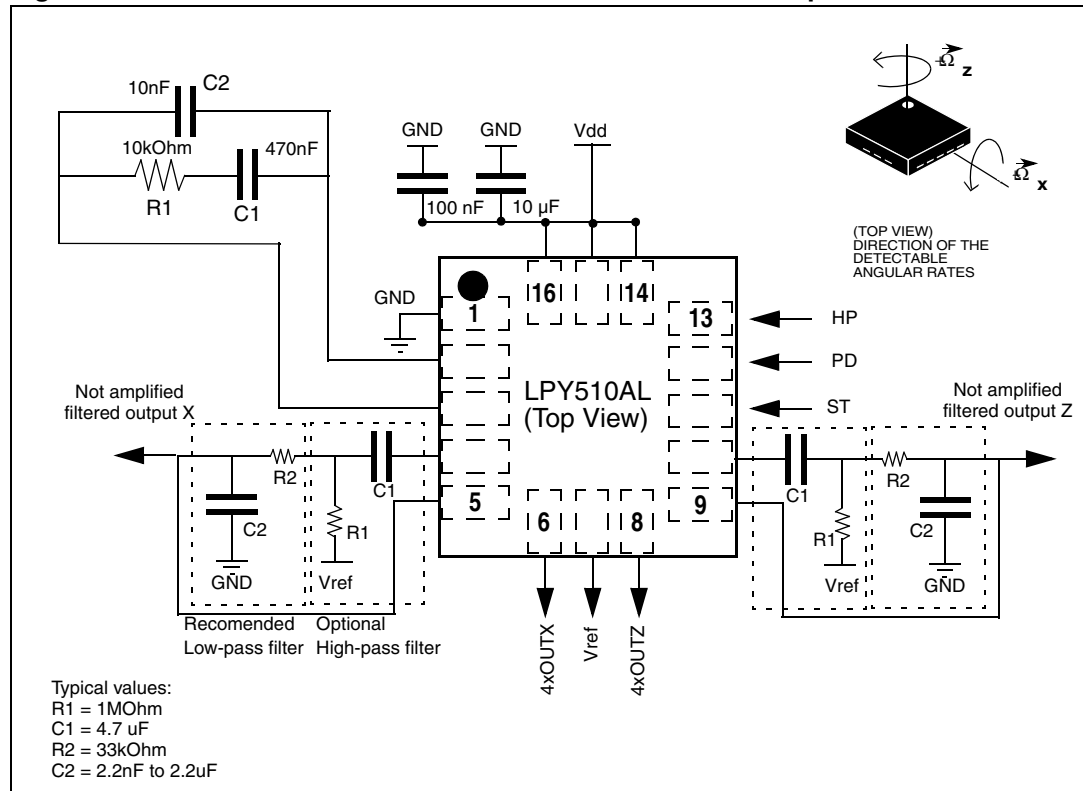 C2
10nF
10kOhm
470nF
R1
C1
GND
GND
Vdd
100 nF
10 µF
Ω z
Ω x
(TOP VIEW)
DIRECTION OF THE
DETECTABLE
ANGULAR RATES
GND
1
16
14
13
HP
PD
ST
LPY510AL
(Top View)
Not amplified
filtered output X
Not amplified
filtered output Z
R2
C1
C2
R1
GND
Vref
5
6
8
9
C1
R2
R1
C2
Vref
GND
Recomended
Low-pass filter
Optional
High-pass filter
4xOUTX
Vref
4xOUTZ
Typical values:
R1 = 1MOhm
C1 = 4.7 uF
R2 = 33kOhm
C2 = 2.2nF to 2.2uF